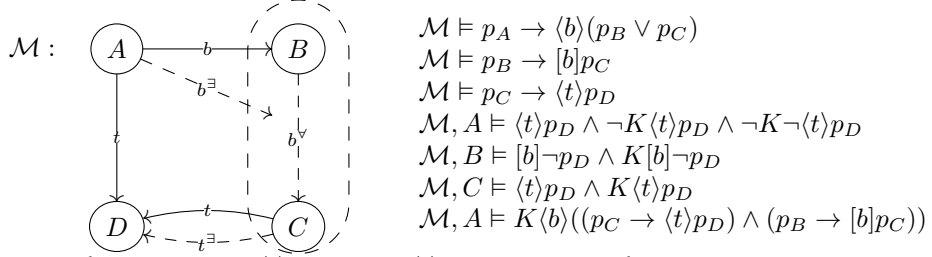 𝓜 :
A
b
B
b^∃
b^∀
t
t
D
t^∃
C
𝓜 ⊨ p_A → ⟨b⟩(p_B ∨ p_C)
𝓜 ⊨ p_B → [b]p_C
𝓜 ⊨ p_C → ⟨t⟩p_D
𝓜, A ⊨ ⟨t⟩p_D ∧ ¬K⟨t⟩p_D ∧ ¬K¬⟨t⟩p_D
𝓜, B ⊨ [b]¬p_D ∧ K[b]¬p_D
𝓜, C ⊨ ⟨t⟩p_D ∧ K⟨t⟩p_D
𝓜, A ⊨ K⟨b⟩((p_C → ⟨t⟩p_D) ∧ (p_B → [b]p_C))